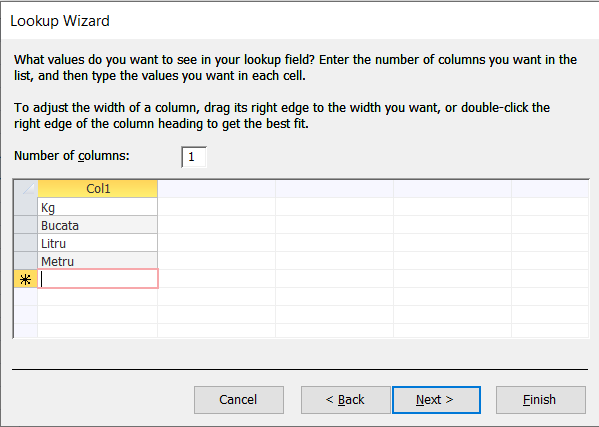 Lookup Wizard
What values do you want to see in your lookup field? Enter the number of columns you want in the
list, and then type the values you want in each cell.
To adjust the width of a column, drag its right edge to the width you want, or double-click the
right edge of the column heading to get the best fit.
Number of columns: 1
Col1
Kg
Bucata
Litru
Metru
Cancel < Back Next > Finish